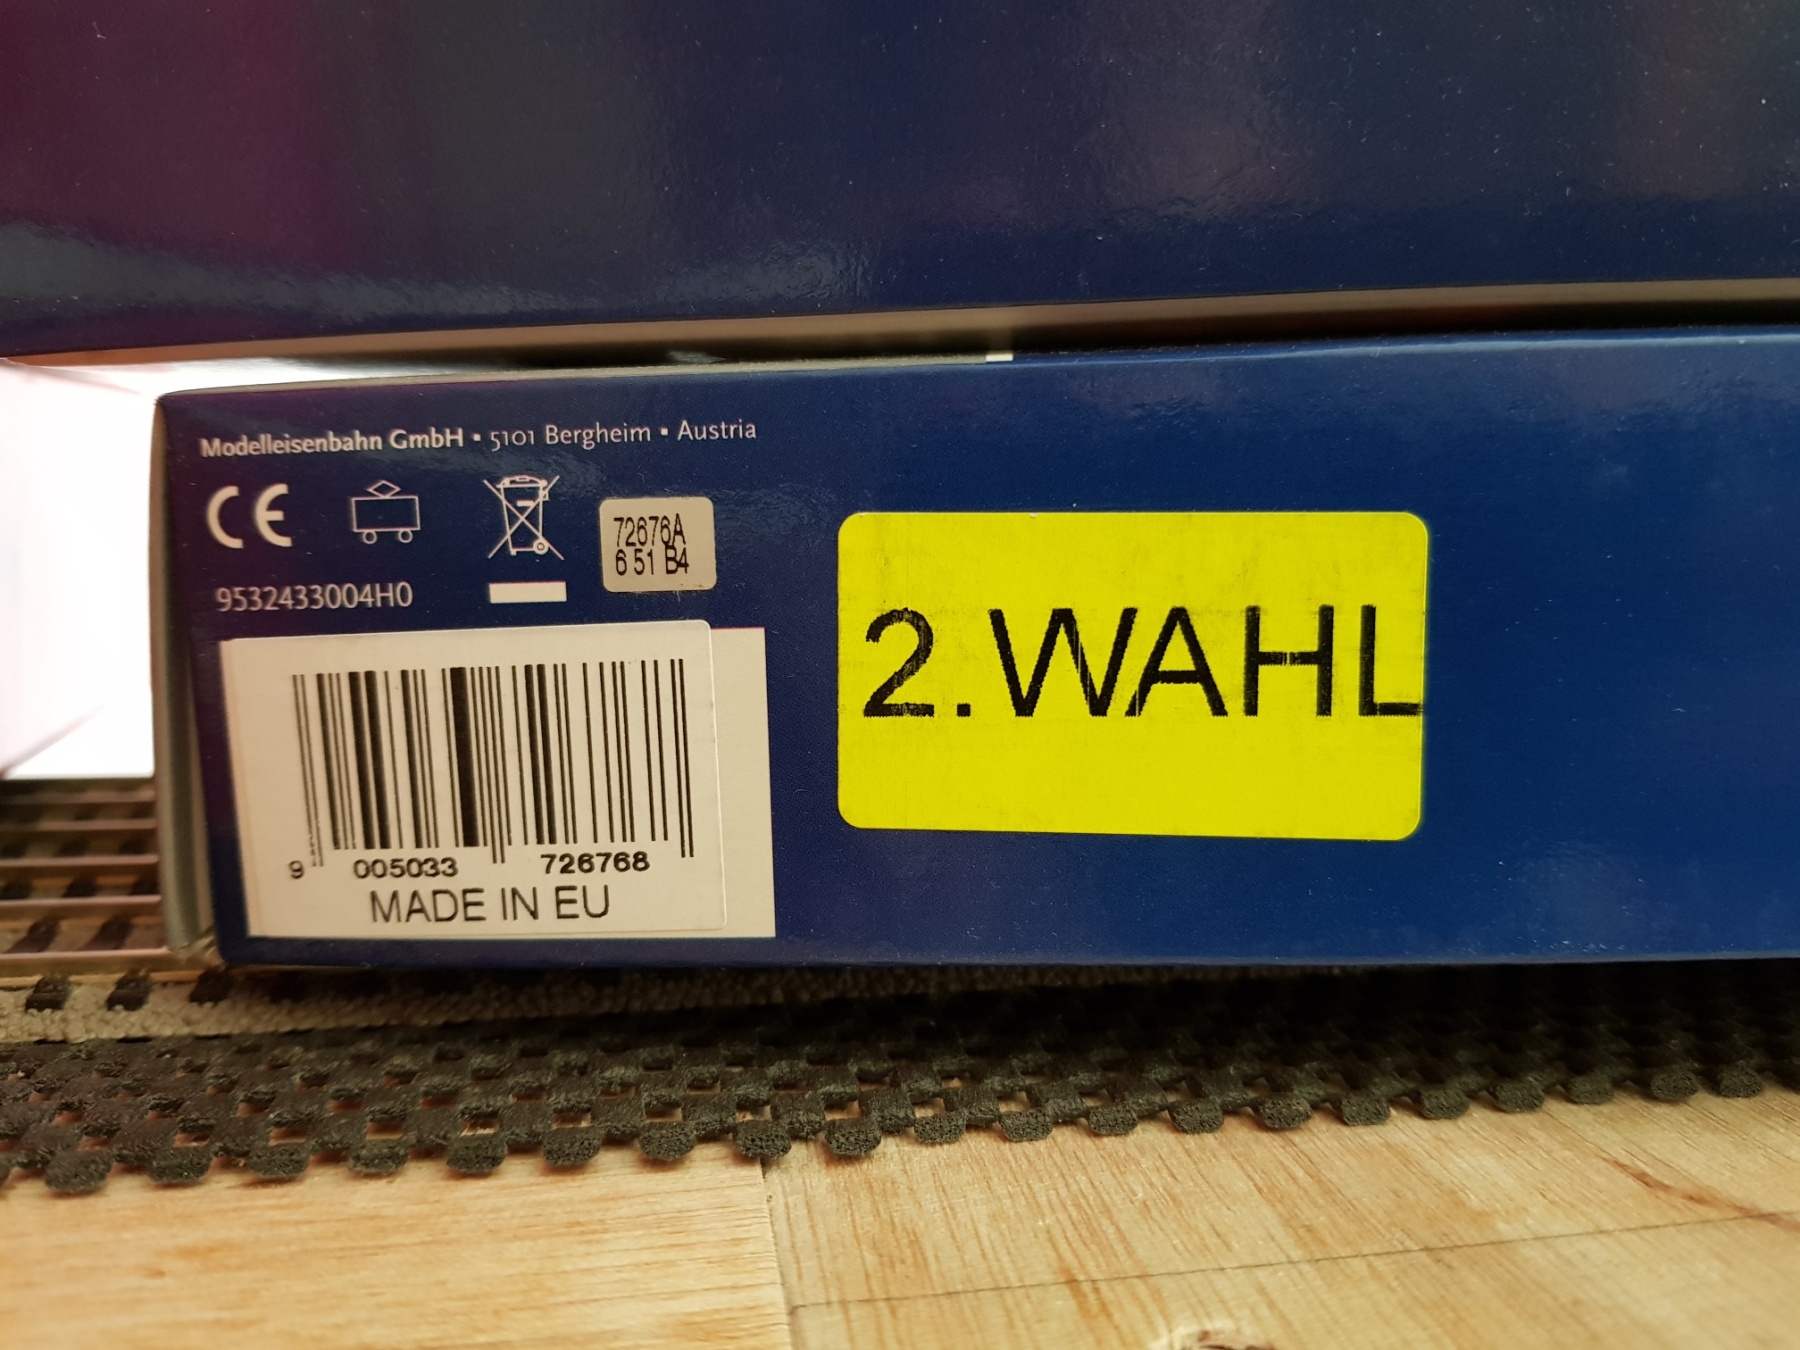 Modelleisenbahn GmbH ▪ 5101 Bergheim ▪ Austria
CE
72676A
6 51 B4
9532433004H0
2.WAHL
9 005033 726768
MADE IN EU